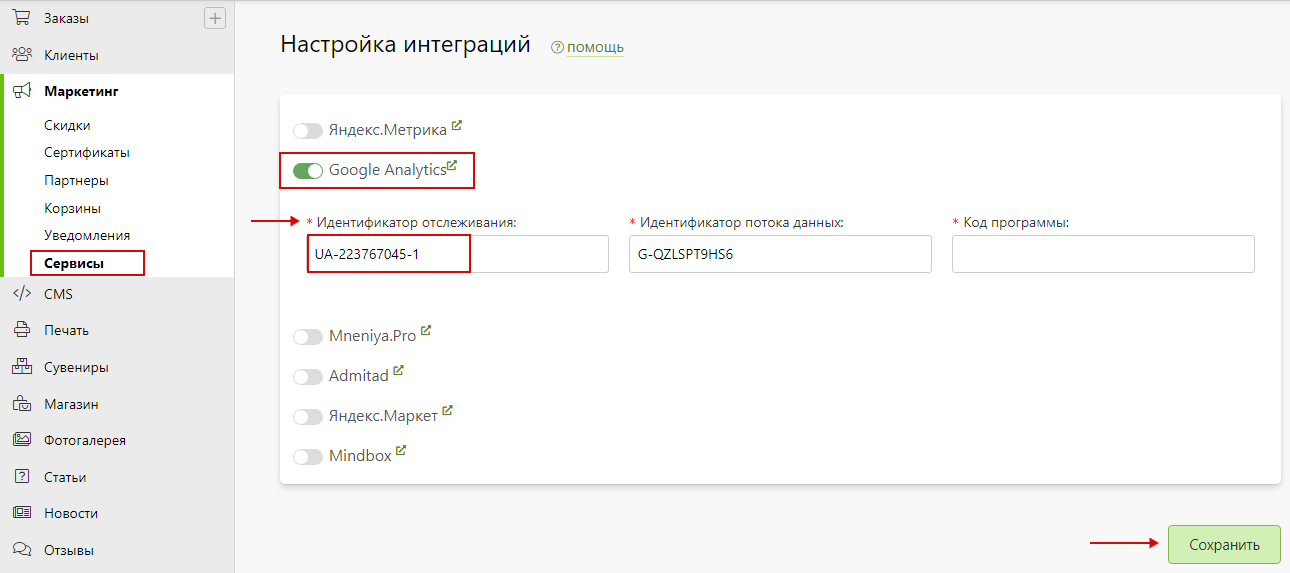 Заказы
Клиенты
Маркетинг
Скидки
Сертификаты
Партнеры
Корзины
Уведомления
Сервисы
CMS
Печать
Сувениры
Магазин
Фотогалерея
Статьи
Новости
Отзывы
Настройка интеграций ? помощь
Яндекс.Метрика
Google Analytics
* Идентификатор отслеживания: * Идентификатор потока данных: * Код программы:
UA-223767045-1 G-QZLSPT9HS6
Mneniya.Pro
Admitad
Яндекс.Маркет
Mindbox
Сохранить